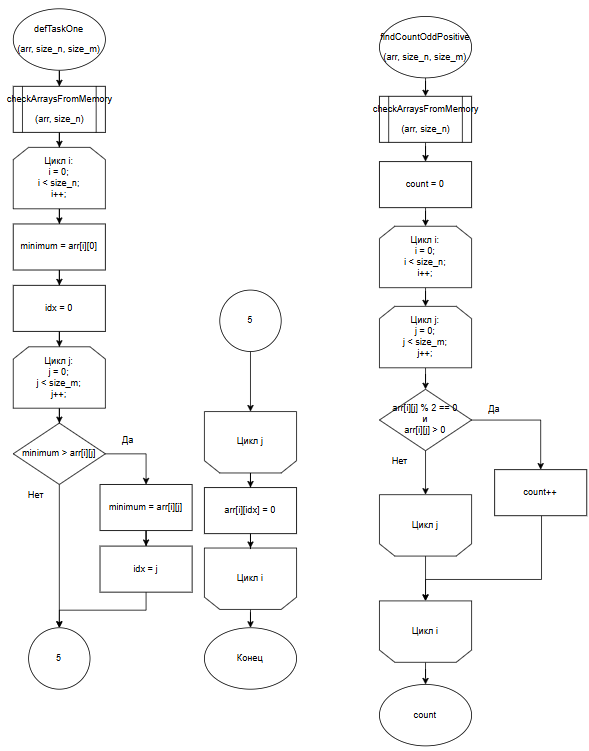 defTaskOne
(arr, size_n, size_m)
checkArraysFromMemory
(arr, size_n)
Цикл i:
i = 0;
i < size_n;
i++;
minimum = arr[i][0]
idx = 0
Цикл j:
j = 0;
j < size_m;
j++;
minimum > arr[i][j]
Да
Нет
minimum = arr[i][j]
idx = j
5
5
Цикл j
arr[i][idx] = 0
Цикл i
Конец
findCountOddPositive
(arr, size_n, size_m)
checkArraysFromMemory
(arr, size_n)
count = 0
Цикл i:
i = 0;
i < size_n;
i++;
Цикл j:
j = 0;
j < size_m;
j++;
arr[i][j] % 2 == 0
и
arr[i][j] > 0
Да
Нет
count++
Цикл j
Цикл i
count